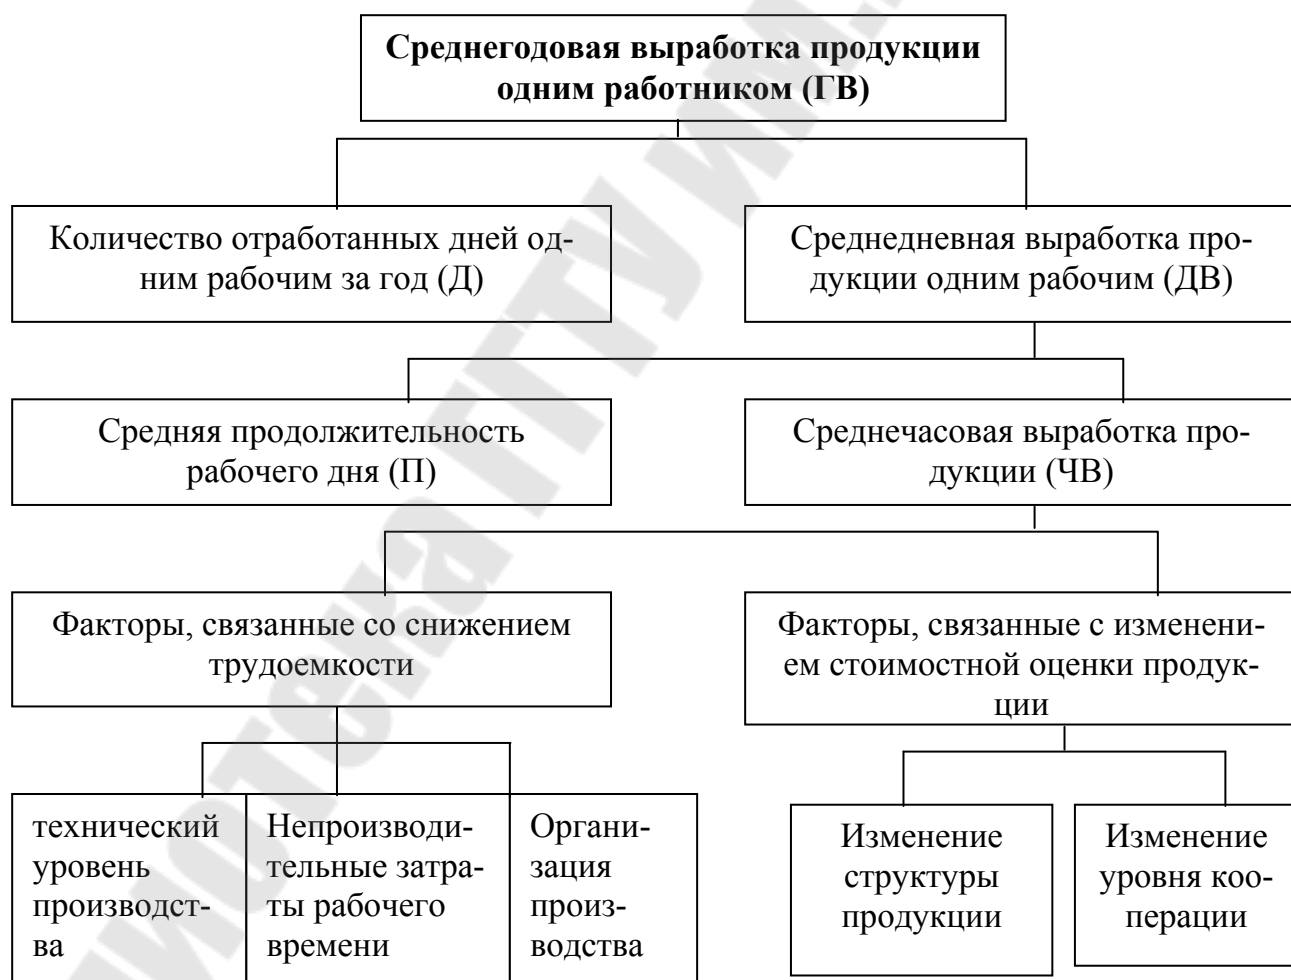 Среднегодовая выработка продукции
одним работником (ГВ)
Количество отработанных дней од-
ним рабочим за год (Д)
Среднедневная выработка про-
дукции одним рабочим (ДВ)
Средняя продолжительность
рабочего дня (П)
Среднечасовая выработка про-
дукции (ЧВ)
Факторы, связанные со снижением
трудоемкости
Факторы, связанные с изменени-
ем стоимостной оценки продук-
ции
технический
уровень
производст-
ва
Непроизводи-
тельные затра-
ты рабочего
времени
Органи-
зация
произ-
водства
Изменение
структуры
продукции
Изменение
уровня коо-
перации
ГГТУ им.